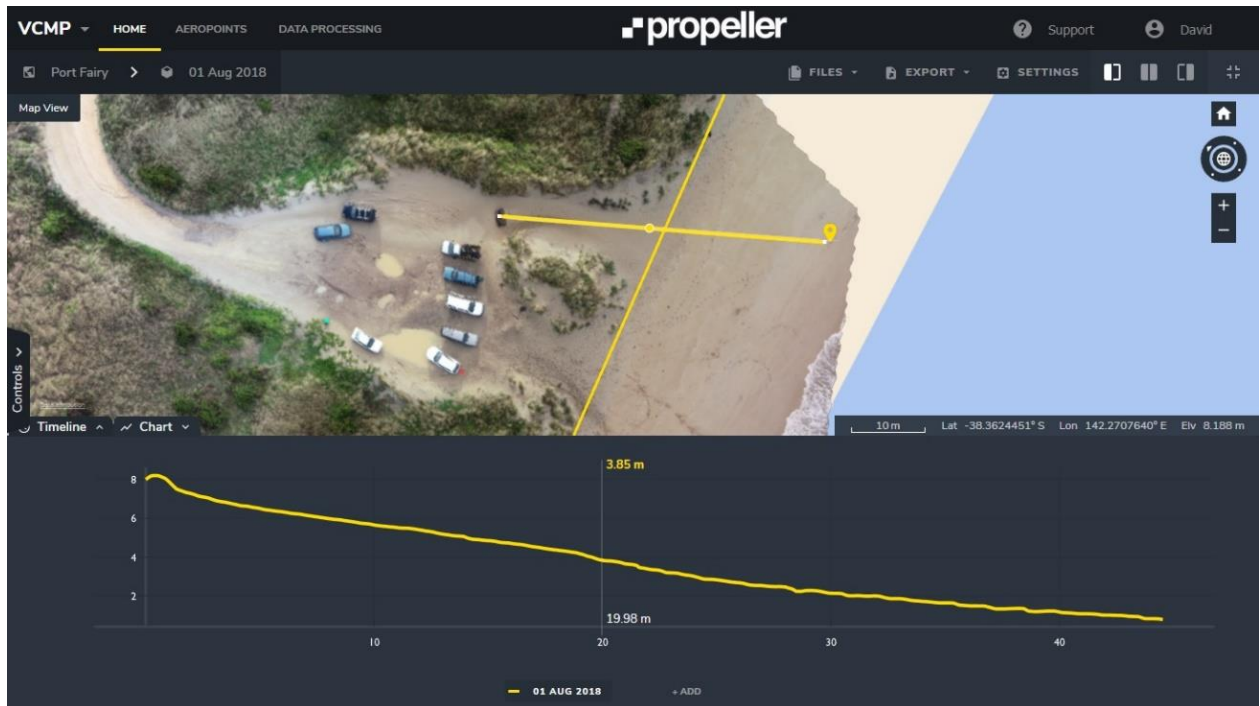 VCMP HOME AEROPOINTS DATA PROCESSING propeller Support David
Port Fairy 01 Aug 2018 FILES EXPORT SETTINGS
Map View
Controls
Timeline Chart
10 m Lat -38.3624451° S Lon 142.2707640° E Elv 8.188 m
3.85 m
8
6
4
2
19.98 m
10 20 30 40
01 AUG 2018 + ADD